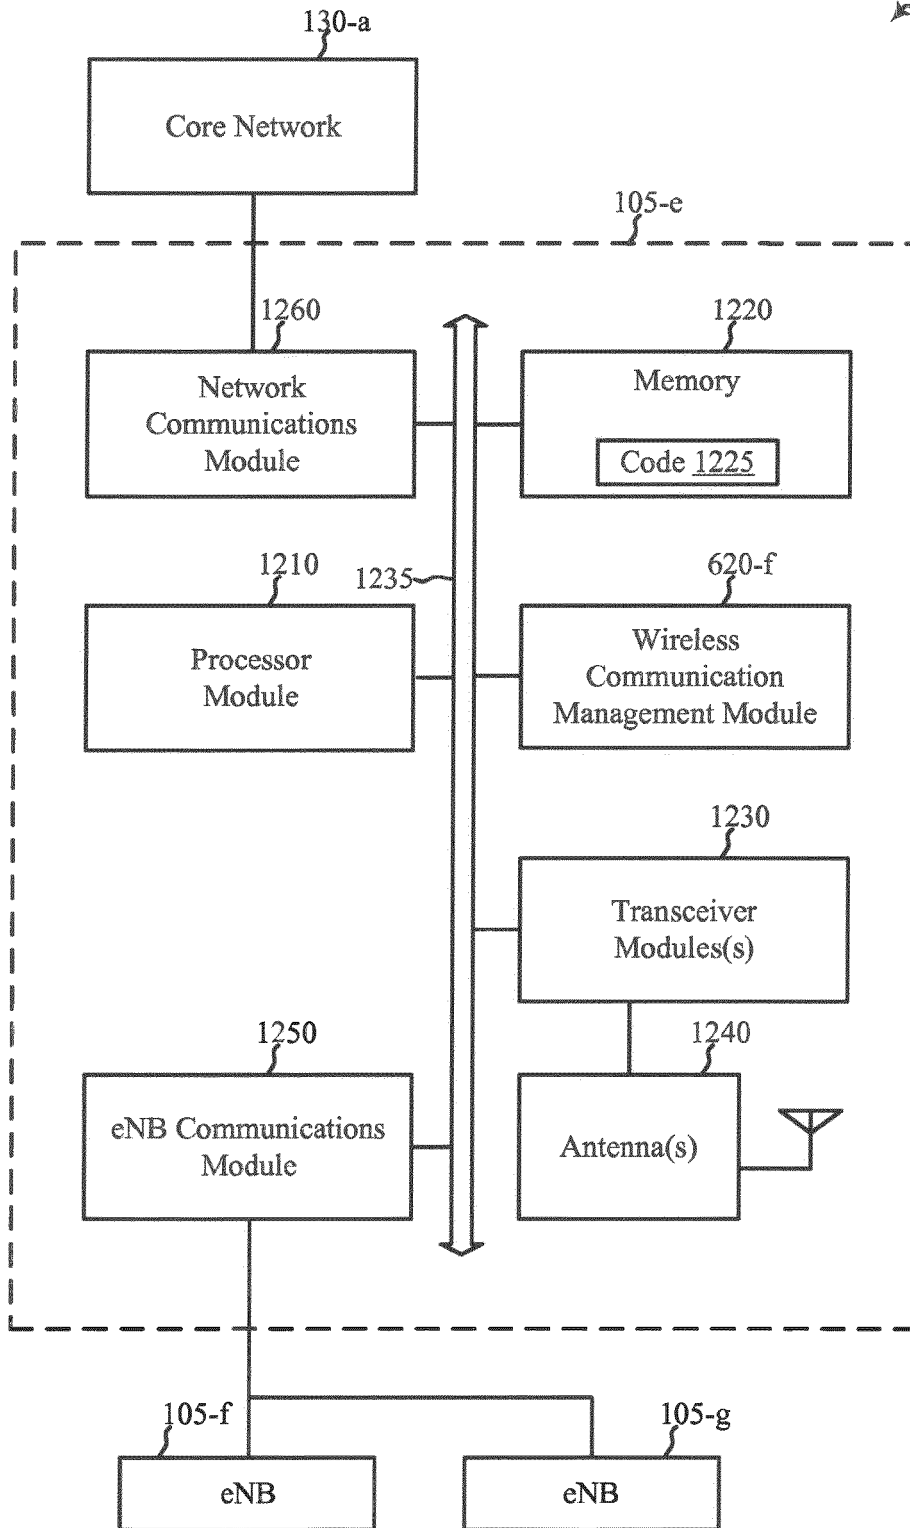 130-a
Core Network
105-e
1260
Network
Communications
Module
1220
Memory
Code 1225
1210
Processor
Module
1235
620-f
Wireless
Communication
Management Module
1230
Transceiver
Modules(s)
1250
eNB Communications
Module
1240
Antenna(s)
105-f
eNB
105-g
eNB